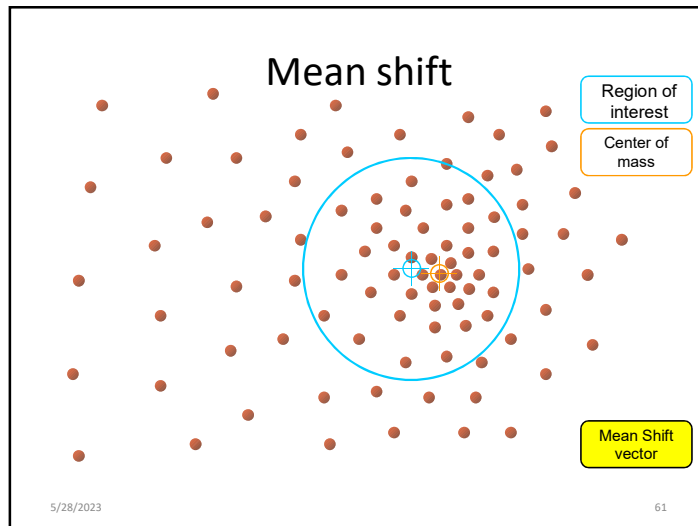 Mean shift
Region of
interest
Center of
mass
Mean Shift
vector
5/28/2023
61